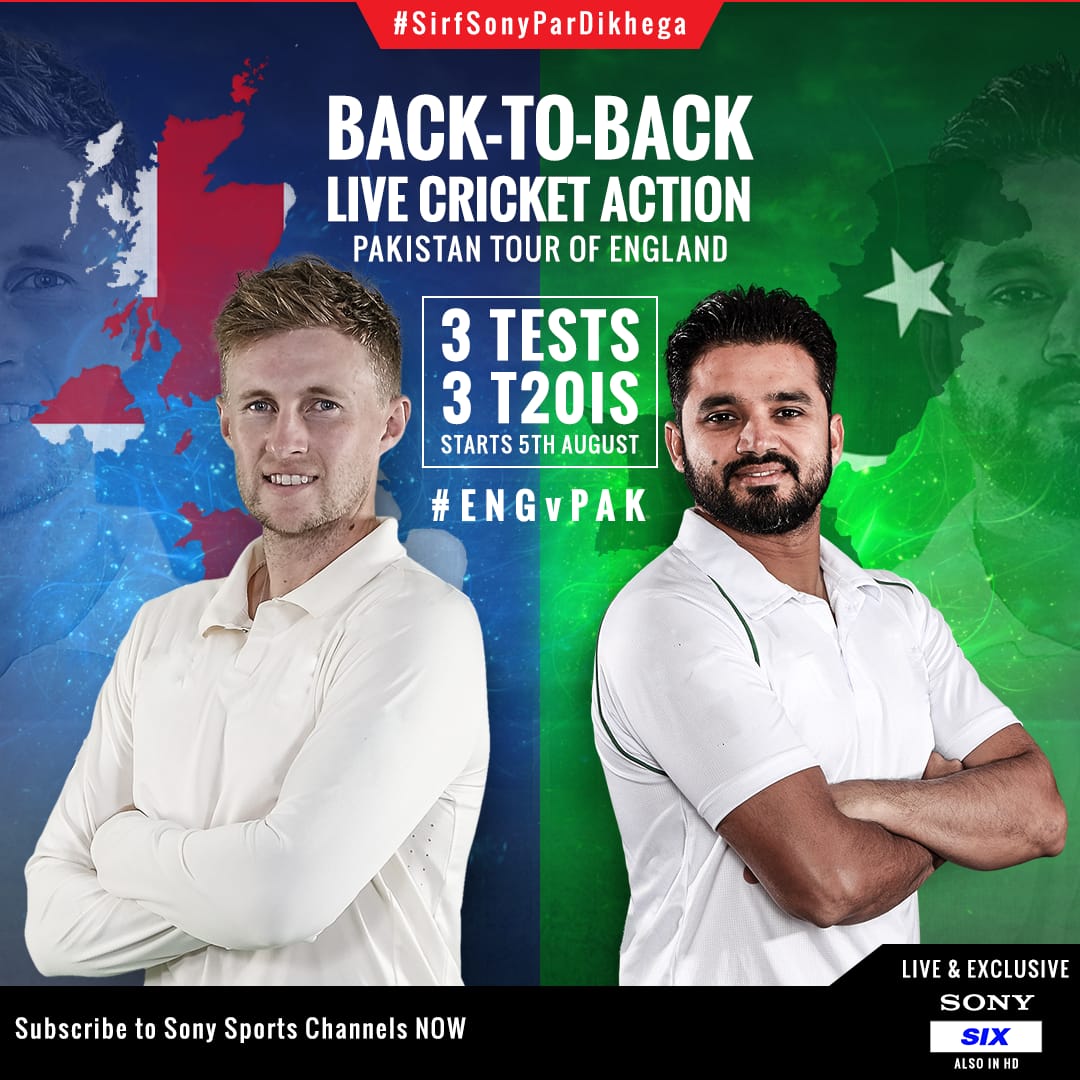 #SirfSonyParDikhega
BACK-TO-BACK
LIVE CRICKET ACTION
PAKISTAN TOUR OF ENGLAND
3 TESTS
3 T20IS
STARTS 5TH AUGUST
#ENGvPAK
LIVE & EXCLUSIVE
SONY
SIX
ALSO IN HD
Subscribe to Sony Sports Channels NOW